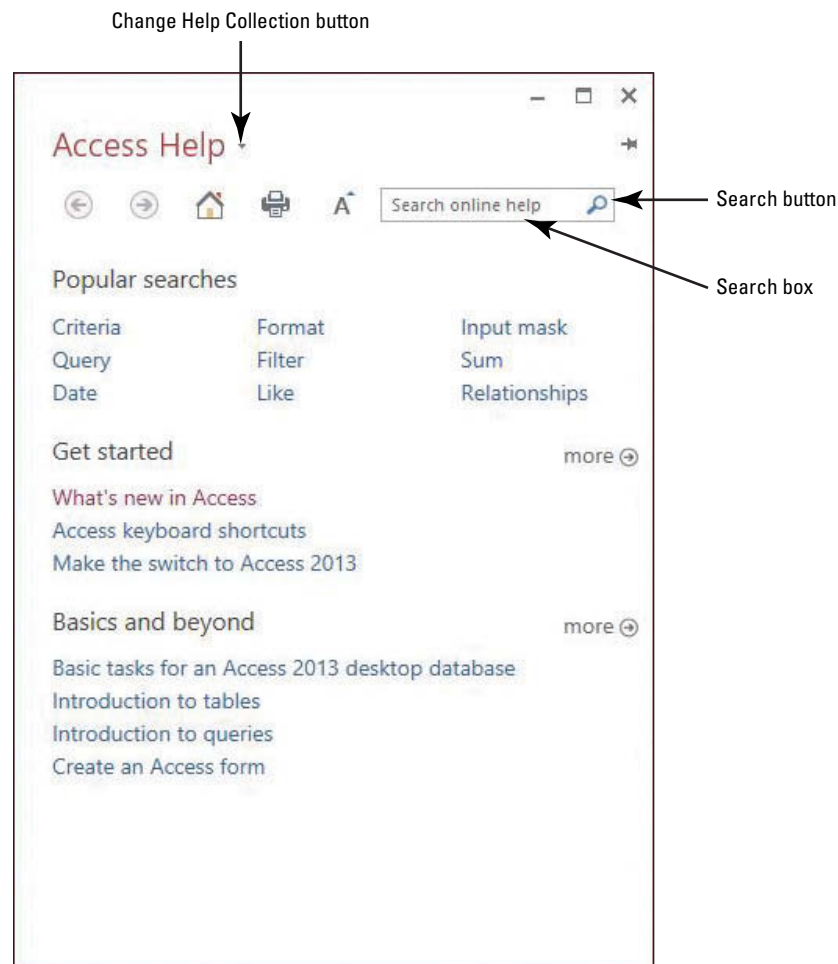 Change Help Collection button
Access Help
A
Search online help
Search button
Search box
Popular searches
Criteria Format Input mask
Query Filter Sum
Date Like Relationships
Get started more
What's new in Access
Access keyboard shortcuts
Make the switch to Access 2013
Basics and beyond more
Basic tasks for an Access 2013 desktop database
Introduction to tables
Introduction to queries
Create an Access form